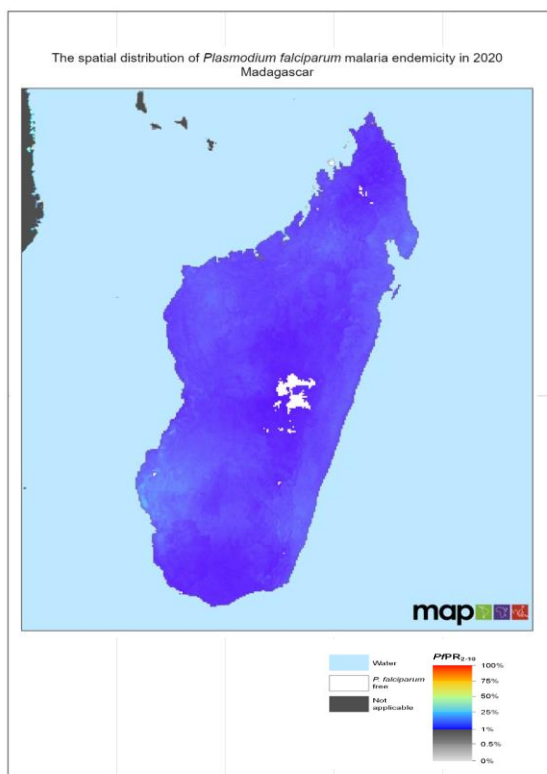 The spatial distribution of Plasmodium falciparum malaria endemicity in 2020
Madagascar
map
Water
P. falciparum
free
Not
applicable
PfPR2-10
100%
75%
50%
25%
1%
0.5%
0%